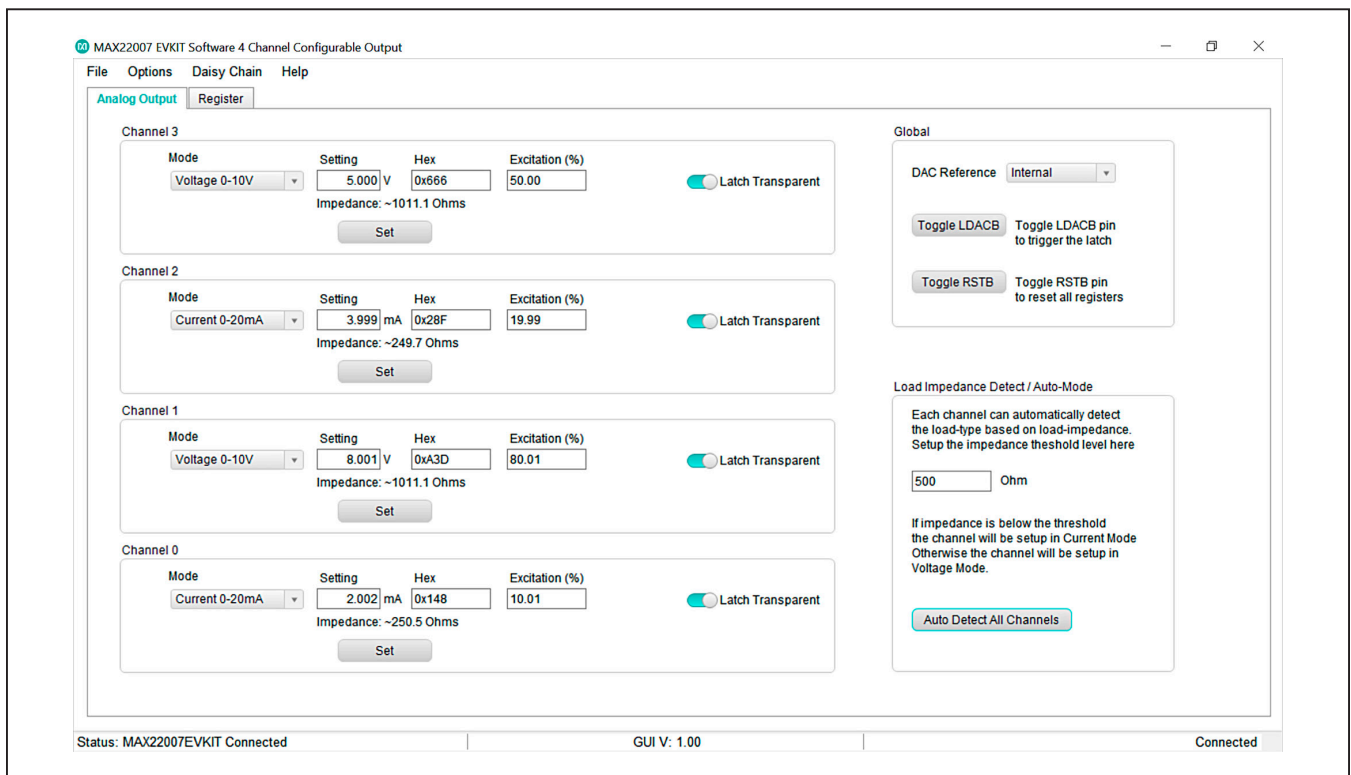 MAX22007 EVKIT Software 4 Channel Configurable Output
File Options Daisy Chain Help
Analog Output Register
Channel 3
Mode Setting Hex Excitation (%)
Voltage 0-10V 5.000 V 0x666 50.00 Latch Transparent
Impedance: ~1011.1 Ohms
Set
Channel 2
Mode Setting Hex Excitation (%)
Current 0-20mA 3.999 mA 0x28F 19.99 Latch Transparent
Impedance: ~249.7 Ohms
Set
Channel 1
Mode Setting Hex Excitation (%)
Voltage 0-10V 8.001 V 0xA3D 80.01 Latch Transparent
Impedance: ~1011.1 Ohms
Set
Channel 0
Mode Setting Hex Excitation (%)
Current 0-20mA 2.002 mA 0x148 10.01 Latch Transparent
Impedance: ~250.5 Ohms
Set
Global
DAC Reference Internal
Toggle LDACB Toggle LDACB pin
to trigger the latch
Toggle RSTB Toggle RSTB pin
to reset all registers
Load Impedance Detect / Auto-Mode
Each channel can automatically detect
the load-type based on load-impedance.
Setup the impedance theshold level here
500 Ohm
If impedance is below the threshold
the channel will be setup in Current Mode
Otherwise the channel will be setup in
Voltage Mode.
Auto Detect All Channels
Status: MAX22007EVKIT Connected GUI V: 1.00 Connected